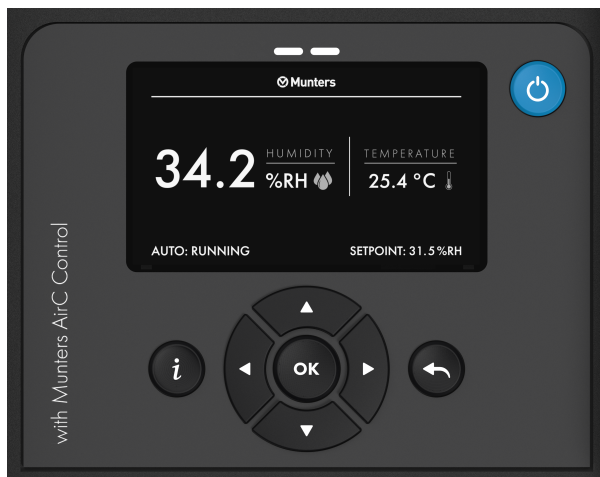 Munters
34.2
HUMIDITY
%RH
TEMPERATURE
25.4 °C
AUTO: RUNNING
SETPOINT: 31.5%RH
with Munters AirC Control
i
OK